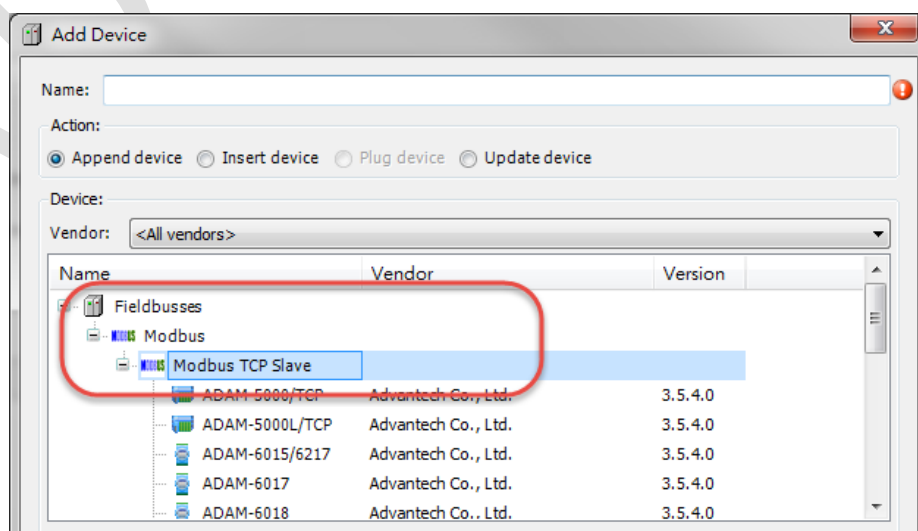 Add Device
Name:
Action:
Append device Insert device Plug device Update device
Device:
Vendor: <All vendors>
Name Vendor Version
Fieldbusses
MODBUS Modbus
MODBUS Modbus TCP Slave
ADAM-5000/TCP Advantech Co., Ltd. 3.5.4.0
ADAM-5000L/TCP Advantech Co., Ltd. 3.5.4.0
ADAM-6015/6217 Advantech Co., Ltd. 3.5.4.0
ADAM-6017 Advantech Co., Ltd. 3.5.4.0
ADAM-6018 Advantech Co., Ltd. 3.5.4.0